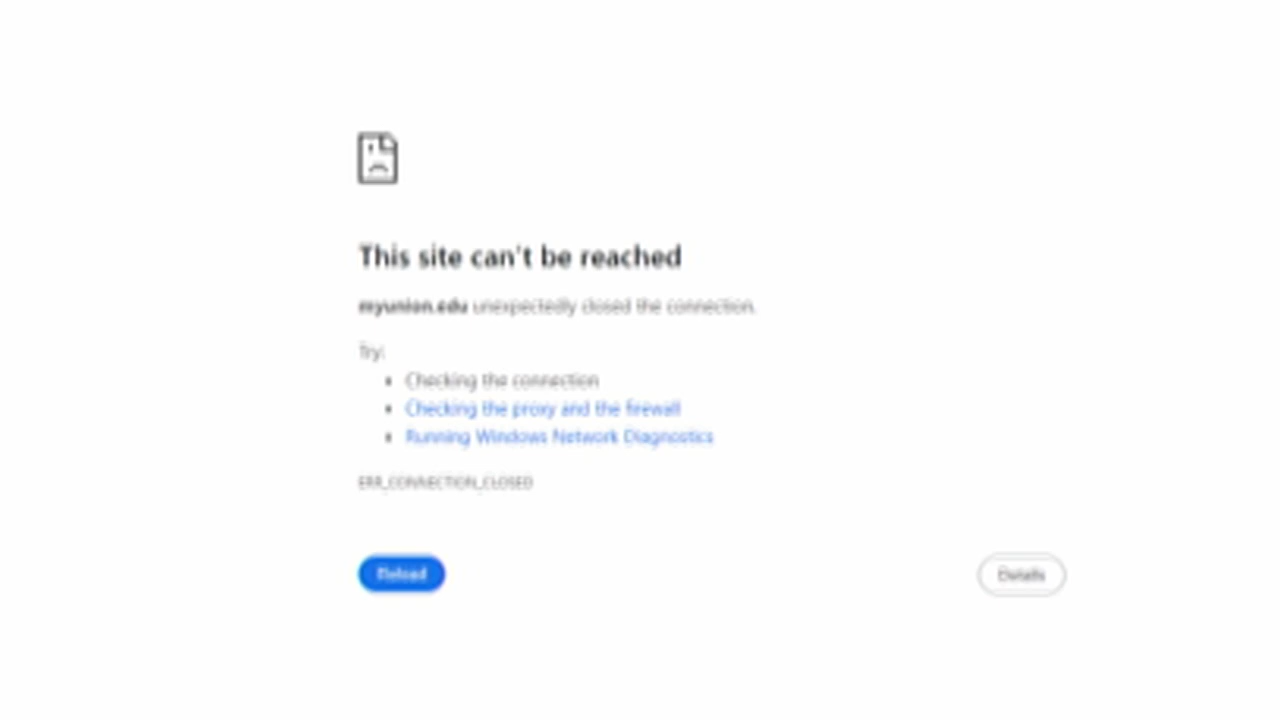 This site can't be reached
myunion.edu unexpectedly closed the connection.
Try:
Checking the connection
Checking the proxy and the firewall
Running Windows Network Diagnostics
ERR_CONNECTION_CLOSED
Reload
Details